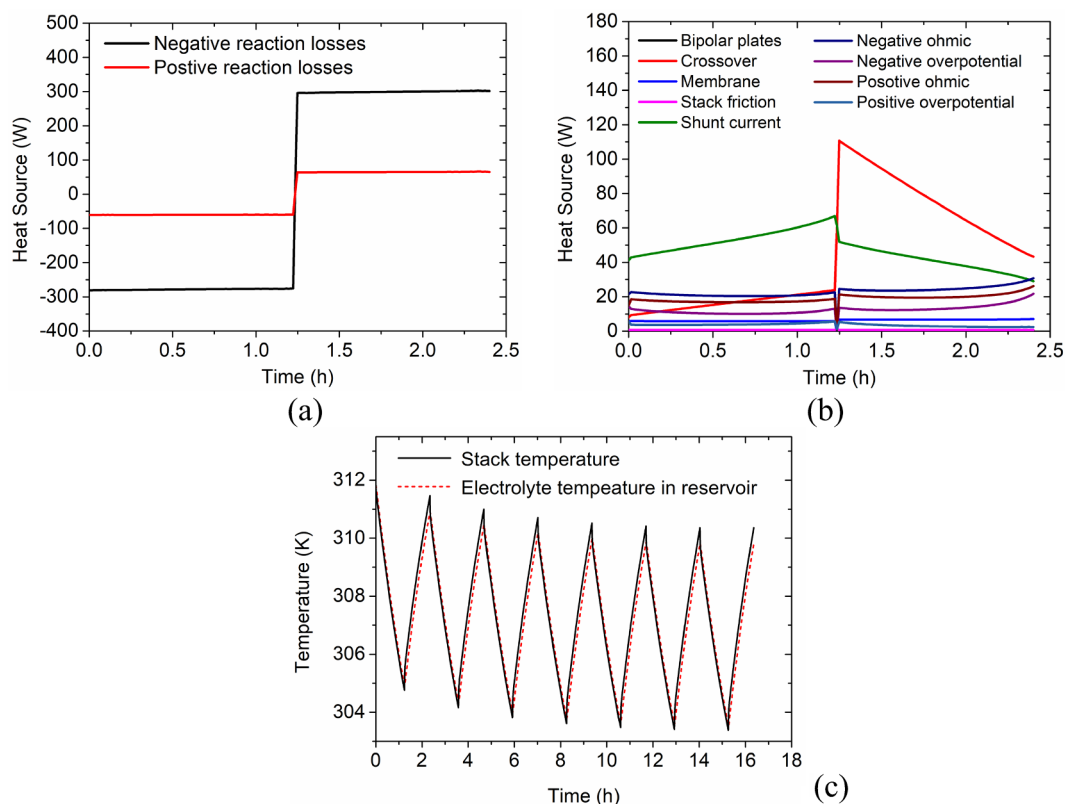 500
400
300
200
100
0
-100
-200
-300
-400
Heat Source (W)
Negative reaction losses
Postive reaction losses
0.0 0.5 1.0 1.5 2.0 2.5
Time (h)
(a)
180
160
140
120
100
80
60
40
20
0
Heat Source (W)
Bipolar plates
Crossover
Membrane
Stack friction
Shunt current
Negative ohmic
Negative overpotential
Posotive ohmic
Positive overpotential
0.0 0.5 1.0 1.5 2.0 2.5
Time (h)
(b)
312
310
308
306
304
Temperature (K)
Stack temperature
Electrolyte tempeature in reservoir
0 2 4 6 8 10 12 14 16 18
Time (h)
(c)